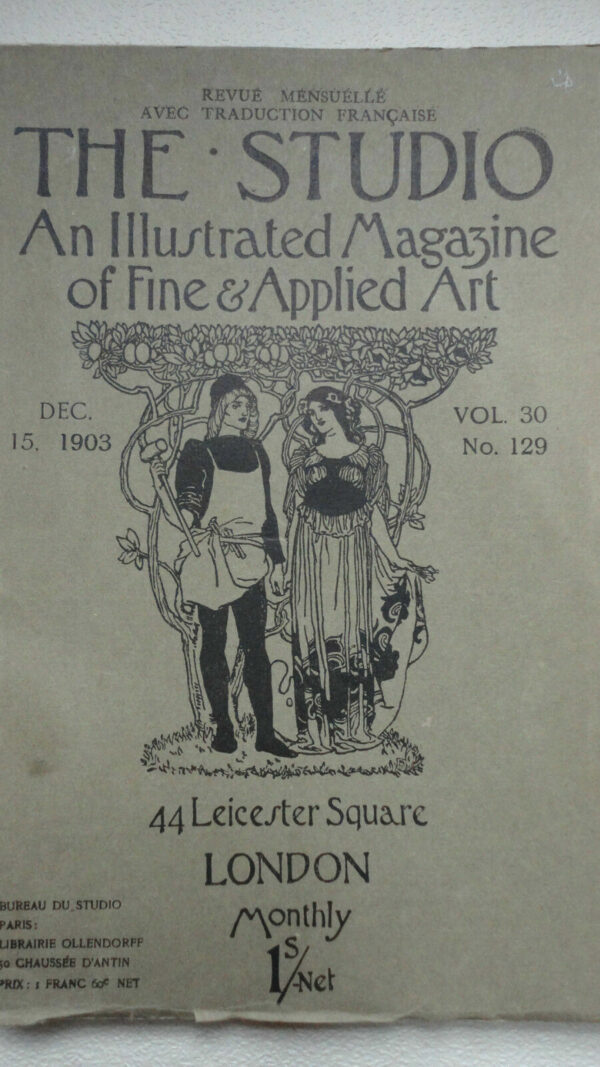 REVUE MENSUELLE
AVEC TRADUCTION FRANÇAISE
THE · STUDIO
An Illustrated Magazine
of Fine & Applied Art
DEC.
15. 1903
VOL. 30
No. 129
44 Leicester Square
LONDON
Monthly
1s/-Net
BUREAU DU STUDIO
PARIS:
LIBRAIRIE OLLENDORFF
50 CHAUSSÉE D'ANTIN
PRIX: 1 FRANC 60c NET